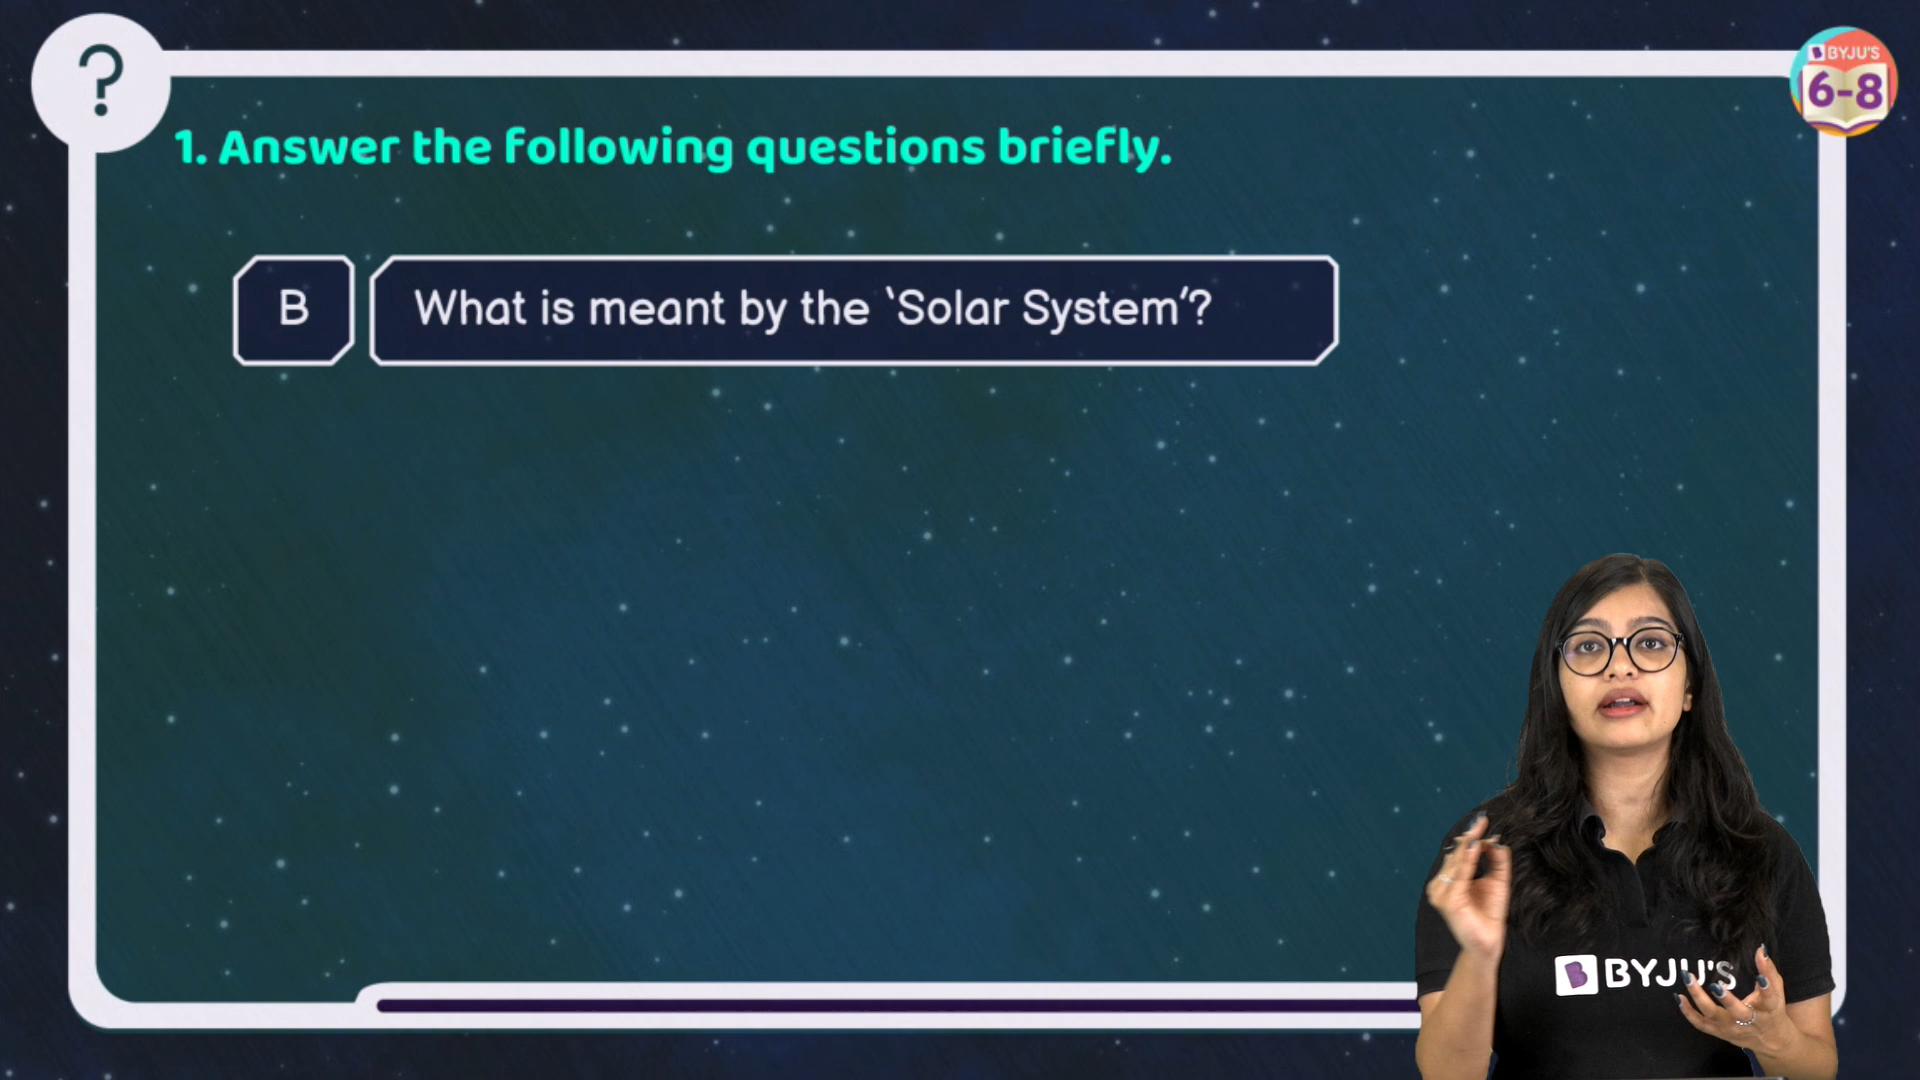 ?
BYJU'S
6-8
1. Answer the following questions briefly.
B
What is meant by the ‘Solar System’?
B BYJU'S